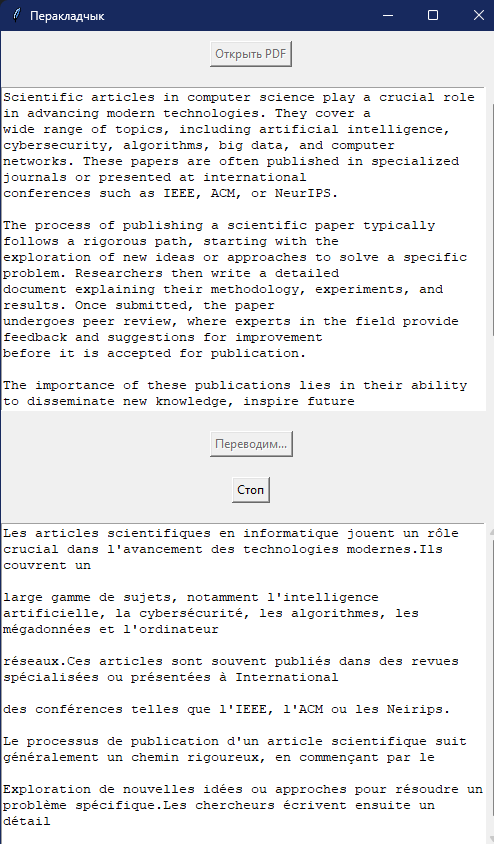 Перакладчык
Открыть PDF
Scientific articles in computer science play a crucial role
in advancing modern technologies. They cover a
wide range of topics, including artificial intelligence,
cybersecurity, algorithms, big data, and computer
networks. These papers are often published in specialized
journals or presented at international
conferences such as IEEE, ACM, or NeurIPS.
The process of publishing a scientific paper typically
follows a rigorous path, starting with the
exploration of new ideas or approaches to solve a specific
problem. Researchers then write a detailed
document explaining their methodology, experiments, and
results. Once submitted, the paper
undergoes peer review, where experts in the field provide
feedback and suggestions for improvement
before it is accepted for publication.
The importance of these publications lies in their ability
to disseminate new knowledge, inspire future
Переводим...
Стоп
Les articles scientifiques en informatique jouent un rôle
crucial dans l'avancement des technologies modernes.Ils
couvrent un
large gamme de sujets, notamment l'intelligence
artificielle, la cybersécurité, les algorithmes, les
mégadonnées et l'ordinateur
réseaux.Ces articles sont souvent publiés dans des revues
spécialisées ou présentées à International
des conférences telles que l'IEEE, l'ACM ou les Neirips.
Le processus de publication d'un article scientifique suit
généralement un chemin rigoureux, en commençant par le
Exploration de nouvelles idées ou approches pour résoudre un
problème spécifique.Les chercheurs écrivent ensuite un
détail